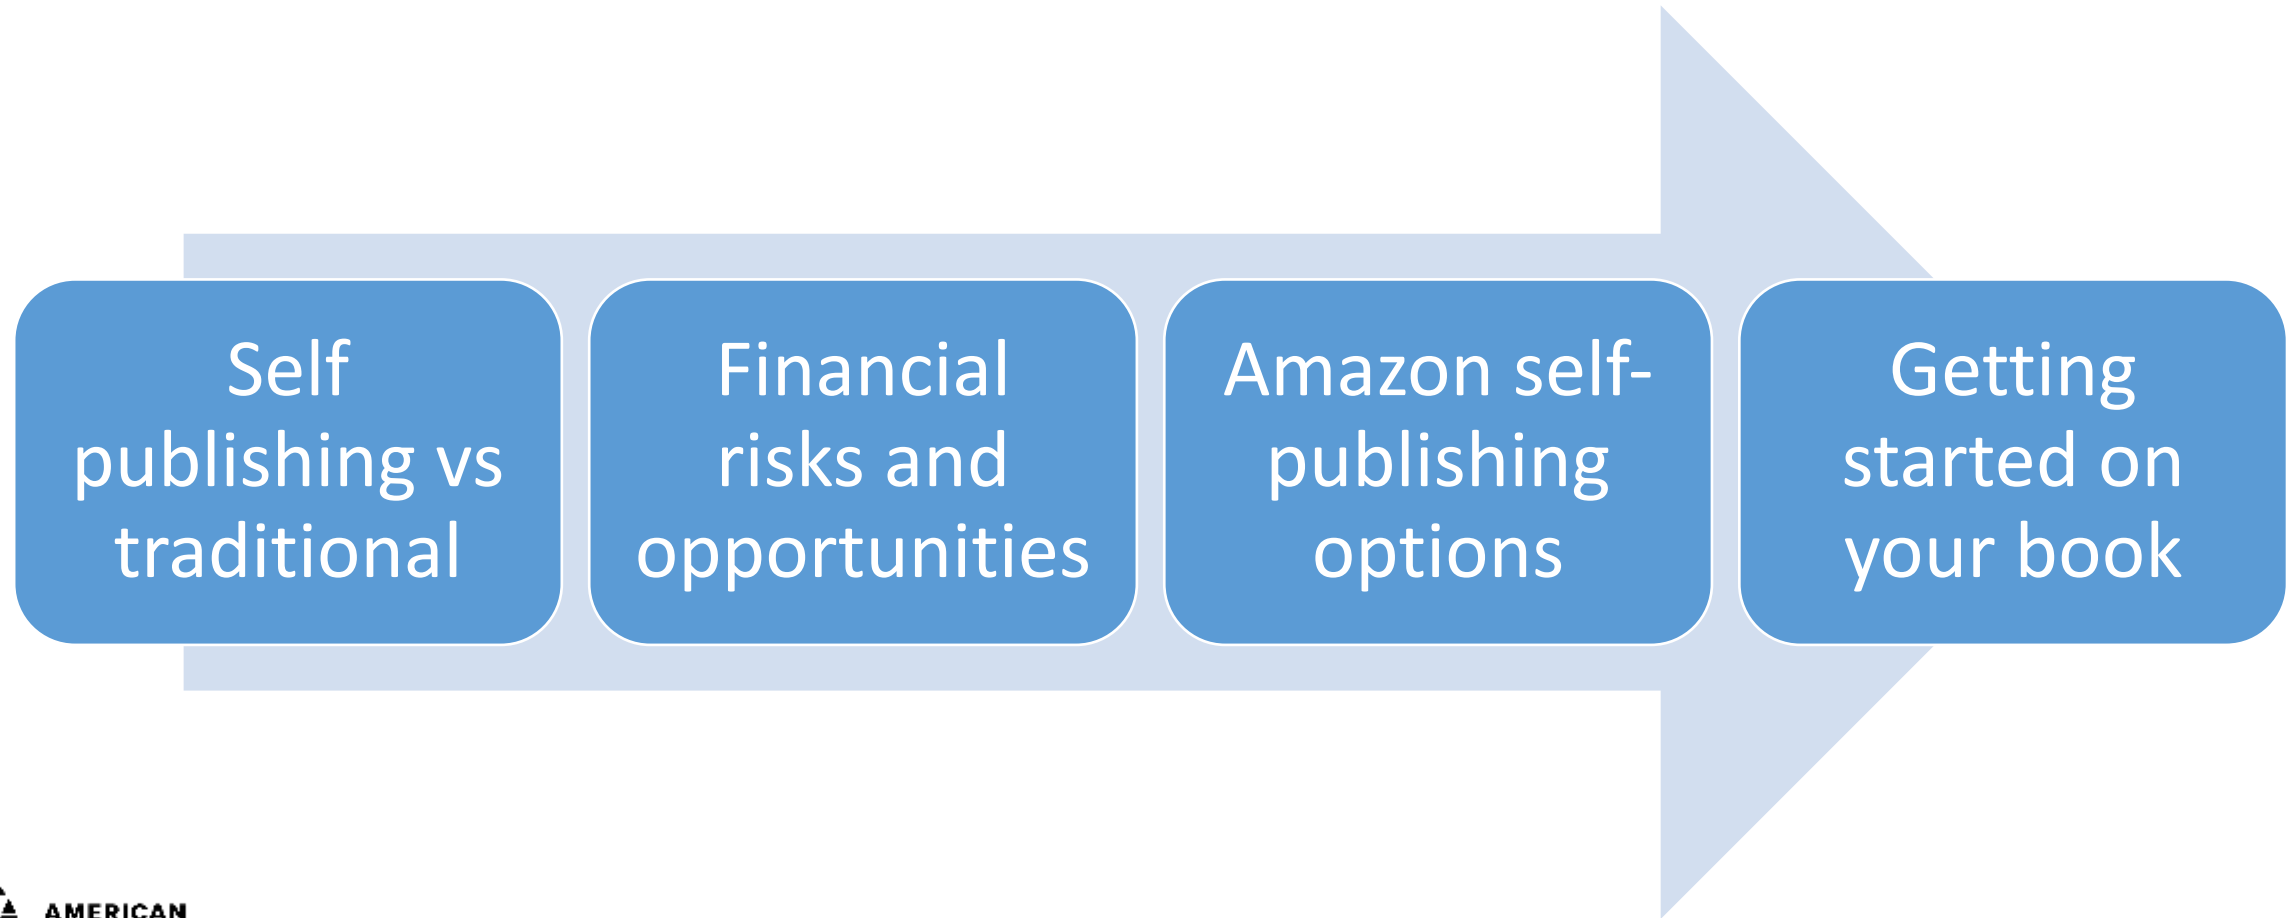 Self
publishing vs
traditional
Financial
risks and
opportunities
Amazon self-
publishing
options
Getting
started on
your book
AMERICAN